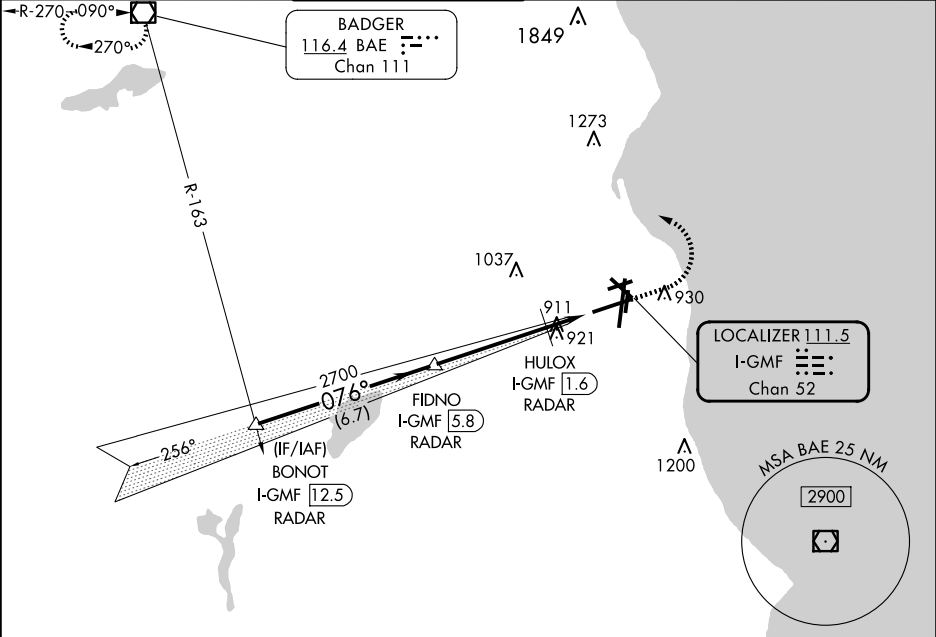 R-270
090°
270°
BADGER
116.4 BAE
Chan 111
1849
1273
R-163
1037
911
921
930
LOCALIZER 111.5
I-GMF
Chan 52
HULOX
I-GMF 1.6
RADAR
2700
076°
(6.7)
FIDNO
I-GMF 5.8
RADAR
256°
(IF/IAF)
BONOT
I-GMF 12.5
RADAR
1200
MSA BAE 25 NM
2900